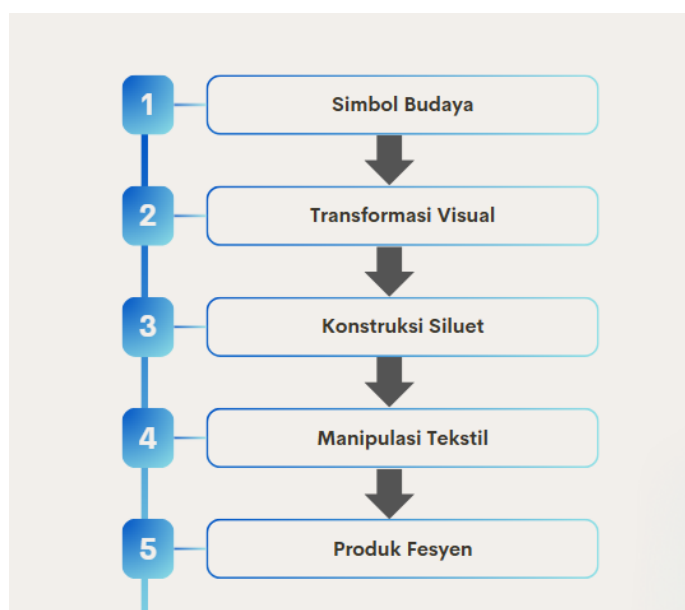 1
Simbol Budaya
2
Transformasi Visual
3
Konstruksi Siluet
4
Manipulasi Tekstil
5
Produk Fesyen